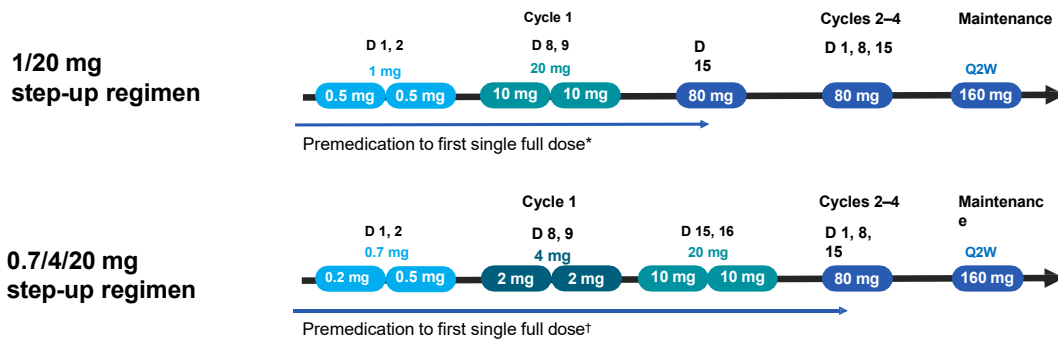 Cycle 1
Cycles 2–4
Maintenance
1/20 mg
step-up regimen
D 1, 2
D 8, 9
D
15
D 1, 8, 15
1 mg
20 mg
Q2W
0.5 mg 0.5 mg
10 mg 10 mg
80 mg
80 mg
160 mg
Premedication to first single full dose*
Cycle 1
Cycles 2–4
Maintenanc
e
0.7/4/20 mg
step-up regimen
D 1, 2
D 8, 9
D 15, 16
D 1, 8,
15
0.7 mg
4 mg
20 mg
Q2W
0.2 mg 0.5 mg
2 mg 2 mg
10 mg 10 mg
80 mg
160 mg
Premedication to first single full dose†